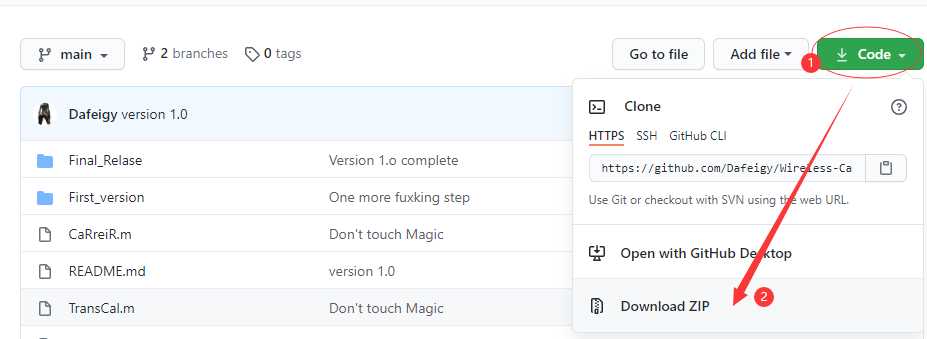 main 2 branches 0 tags Go to file Add file Code
1
Dafeigy version 1.0
Clone
Final_Relase Version 1.o complete
HTTPS SSH GitHub CLI
First_version One more fuxking step
https://github.com/Dafeigy/Wireless-Ca
CaRreiR.m Don't touch Magic
Use Git or checkout with SVN using the web URL.
README.md version 1.0
Open with GitHub Desktop
TransCal.m Don't touch Magic
Download ZIP
2